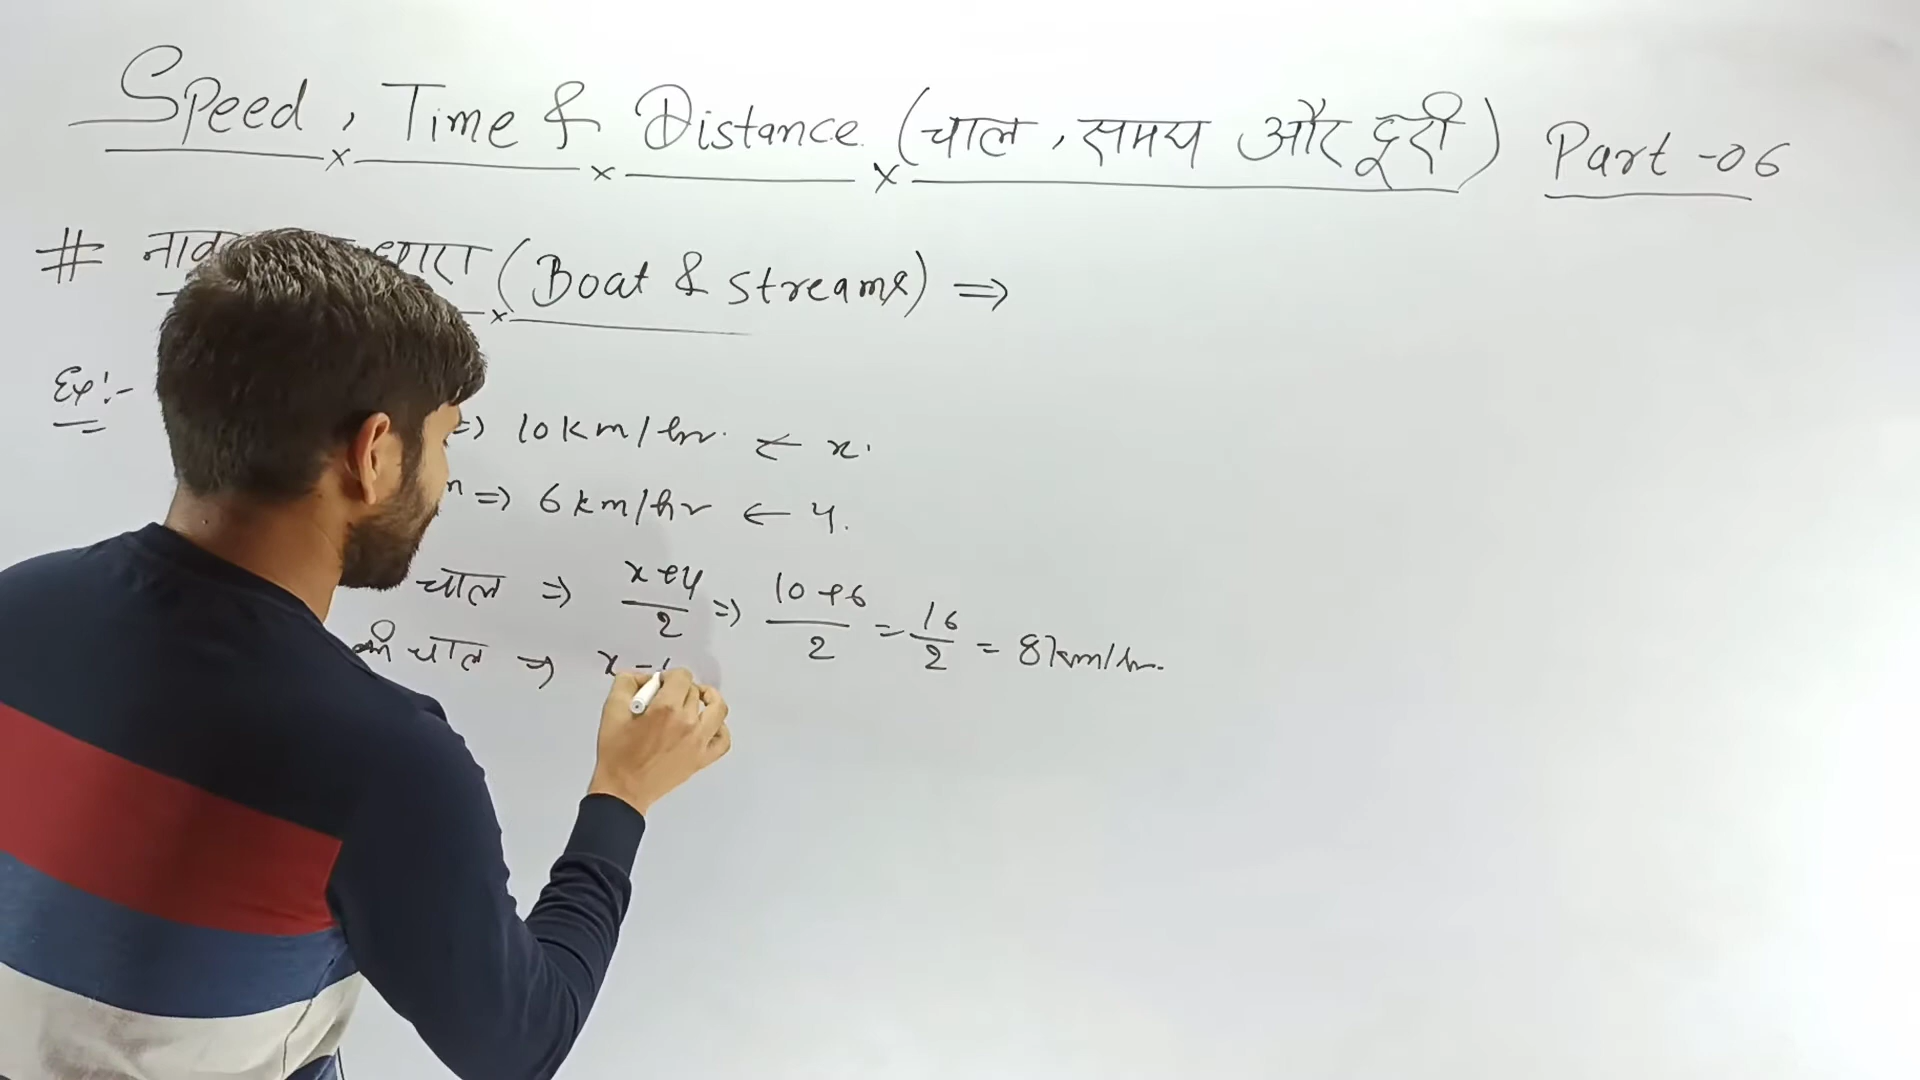 Speed, Time & Distance (चाल, समय और दूरी) Part-06
# धारा (Boat & streams) ⇒
Ex:-
⇒ 10km/hr. ← x.
⇒ 6km/hr ← y.
चाल ⇒ x+y/2 ⇒ 10+6/2 = 16/2 = 8km/hr.
की चाल ⇒ x-